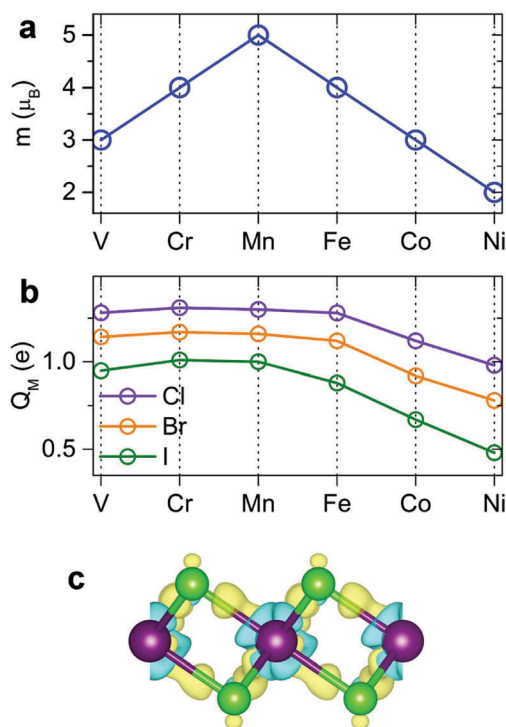 a
m (μB)
5
4
3
2
V Cr Mn Fe Co Ni
b
QM (e)
1.0
0.5
Cl
Br
I
V Cr Mn Fe Co Ni
c